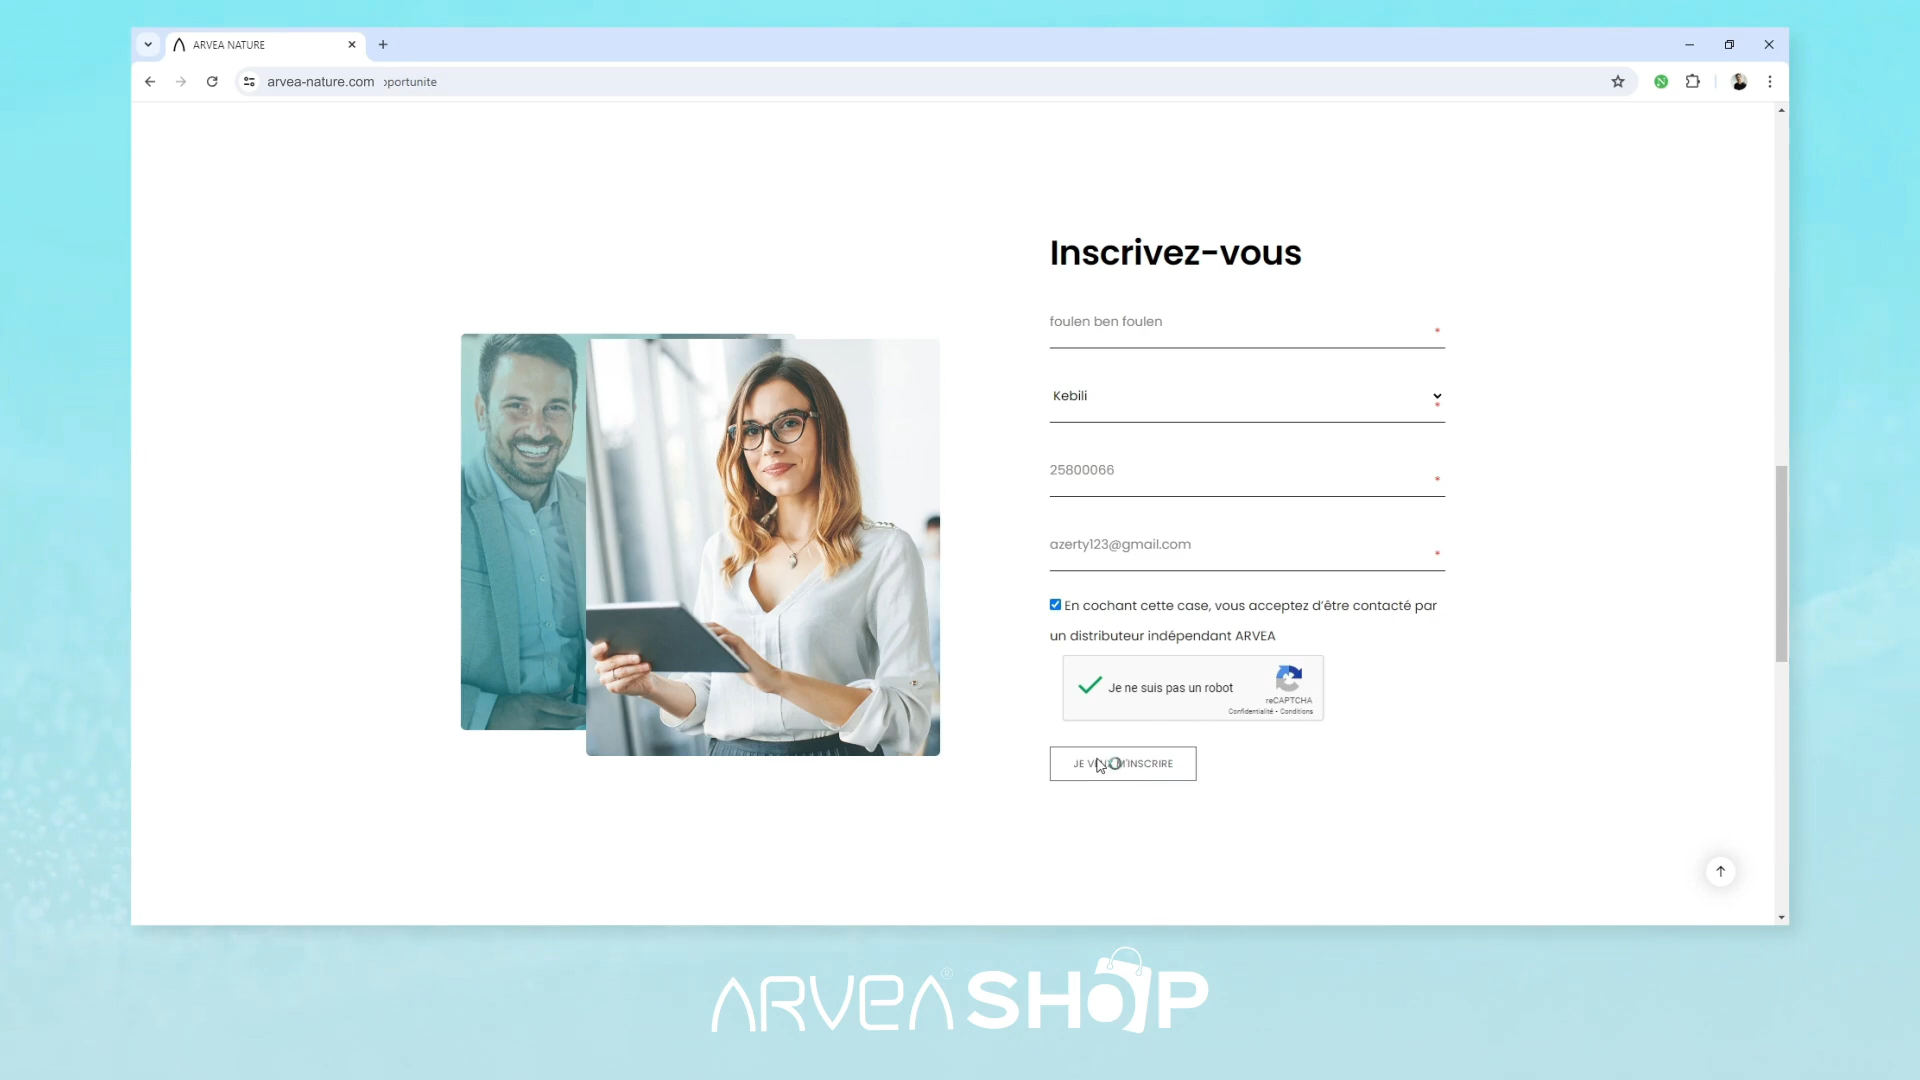 ARVEA NATURE
arvea-nature.com portunite
Inscrivez-vous
foulen ben foulen
*
Kebili
*
25800066
*
azerty123@gmail.com
*
En cochant cette case, vous acceptez d'être contacté par
un distributeur indépendant ARVEA
Je ne suis pas un robot
reCAPTCHA
Confidentialité - Conditions
JE VEUX M'INSCRIRE
ARVEA® SHOP